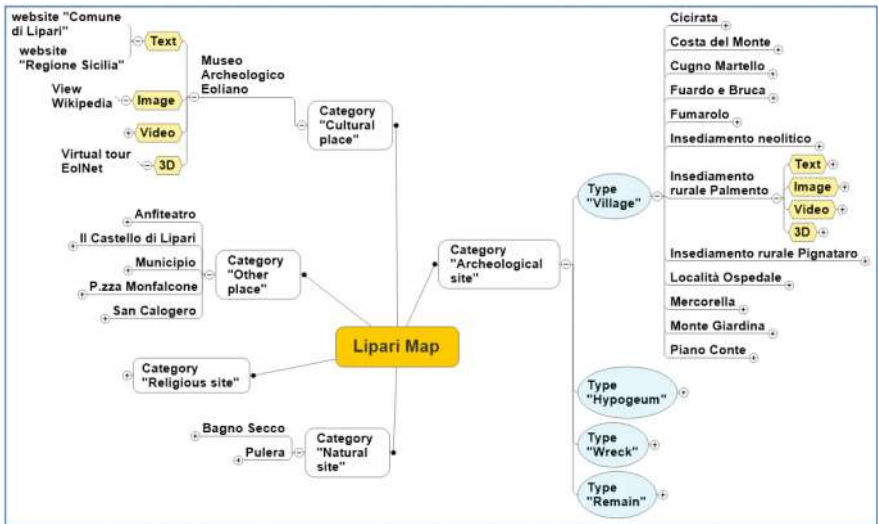 website "Comune
di Lipari"
website
"Regione Sicilia"
Text
View
Wikipedia
Image
Video
Virtual tour
EolNet
3D
Museo
Archeologico
Eoliano
Category
"Cultural
place"
Anfiteatro
Il Castello di Lipari
Municipio
P.zza Monfalcone
San Calogero
Category
"Other
place"
Category
"Religious site"
Bagno Secco
Pulera
Category
"Natural
site"
Lipari Map
Category
"Archeological
site"
Type
"Village"
Cicirata
Costa del Monte
Cugno Martello
Fuardo e Bruca
Fumarolo
Insediamento neolitico
Insediamento
rurale Palmento
Text
Image
Video
3D
Insediamento rurale Pignataro
Località Ospedale
Mercorella
Monte Giardina
Piano Conte
Type
"Hypogeum"
Type
"Wreck"
Type
"Remain"